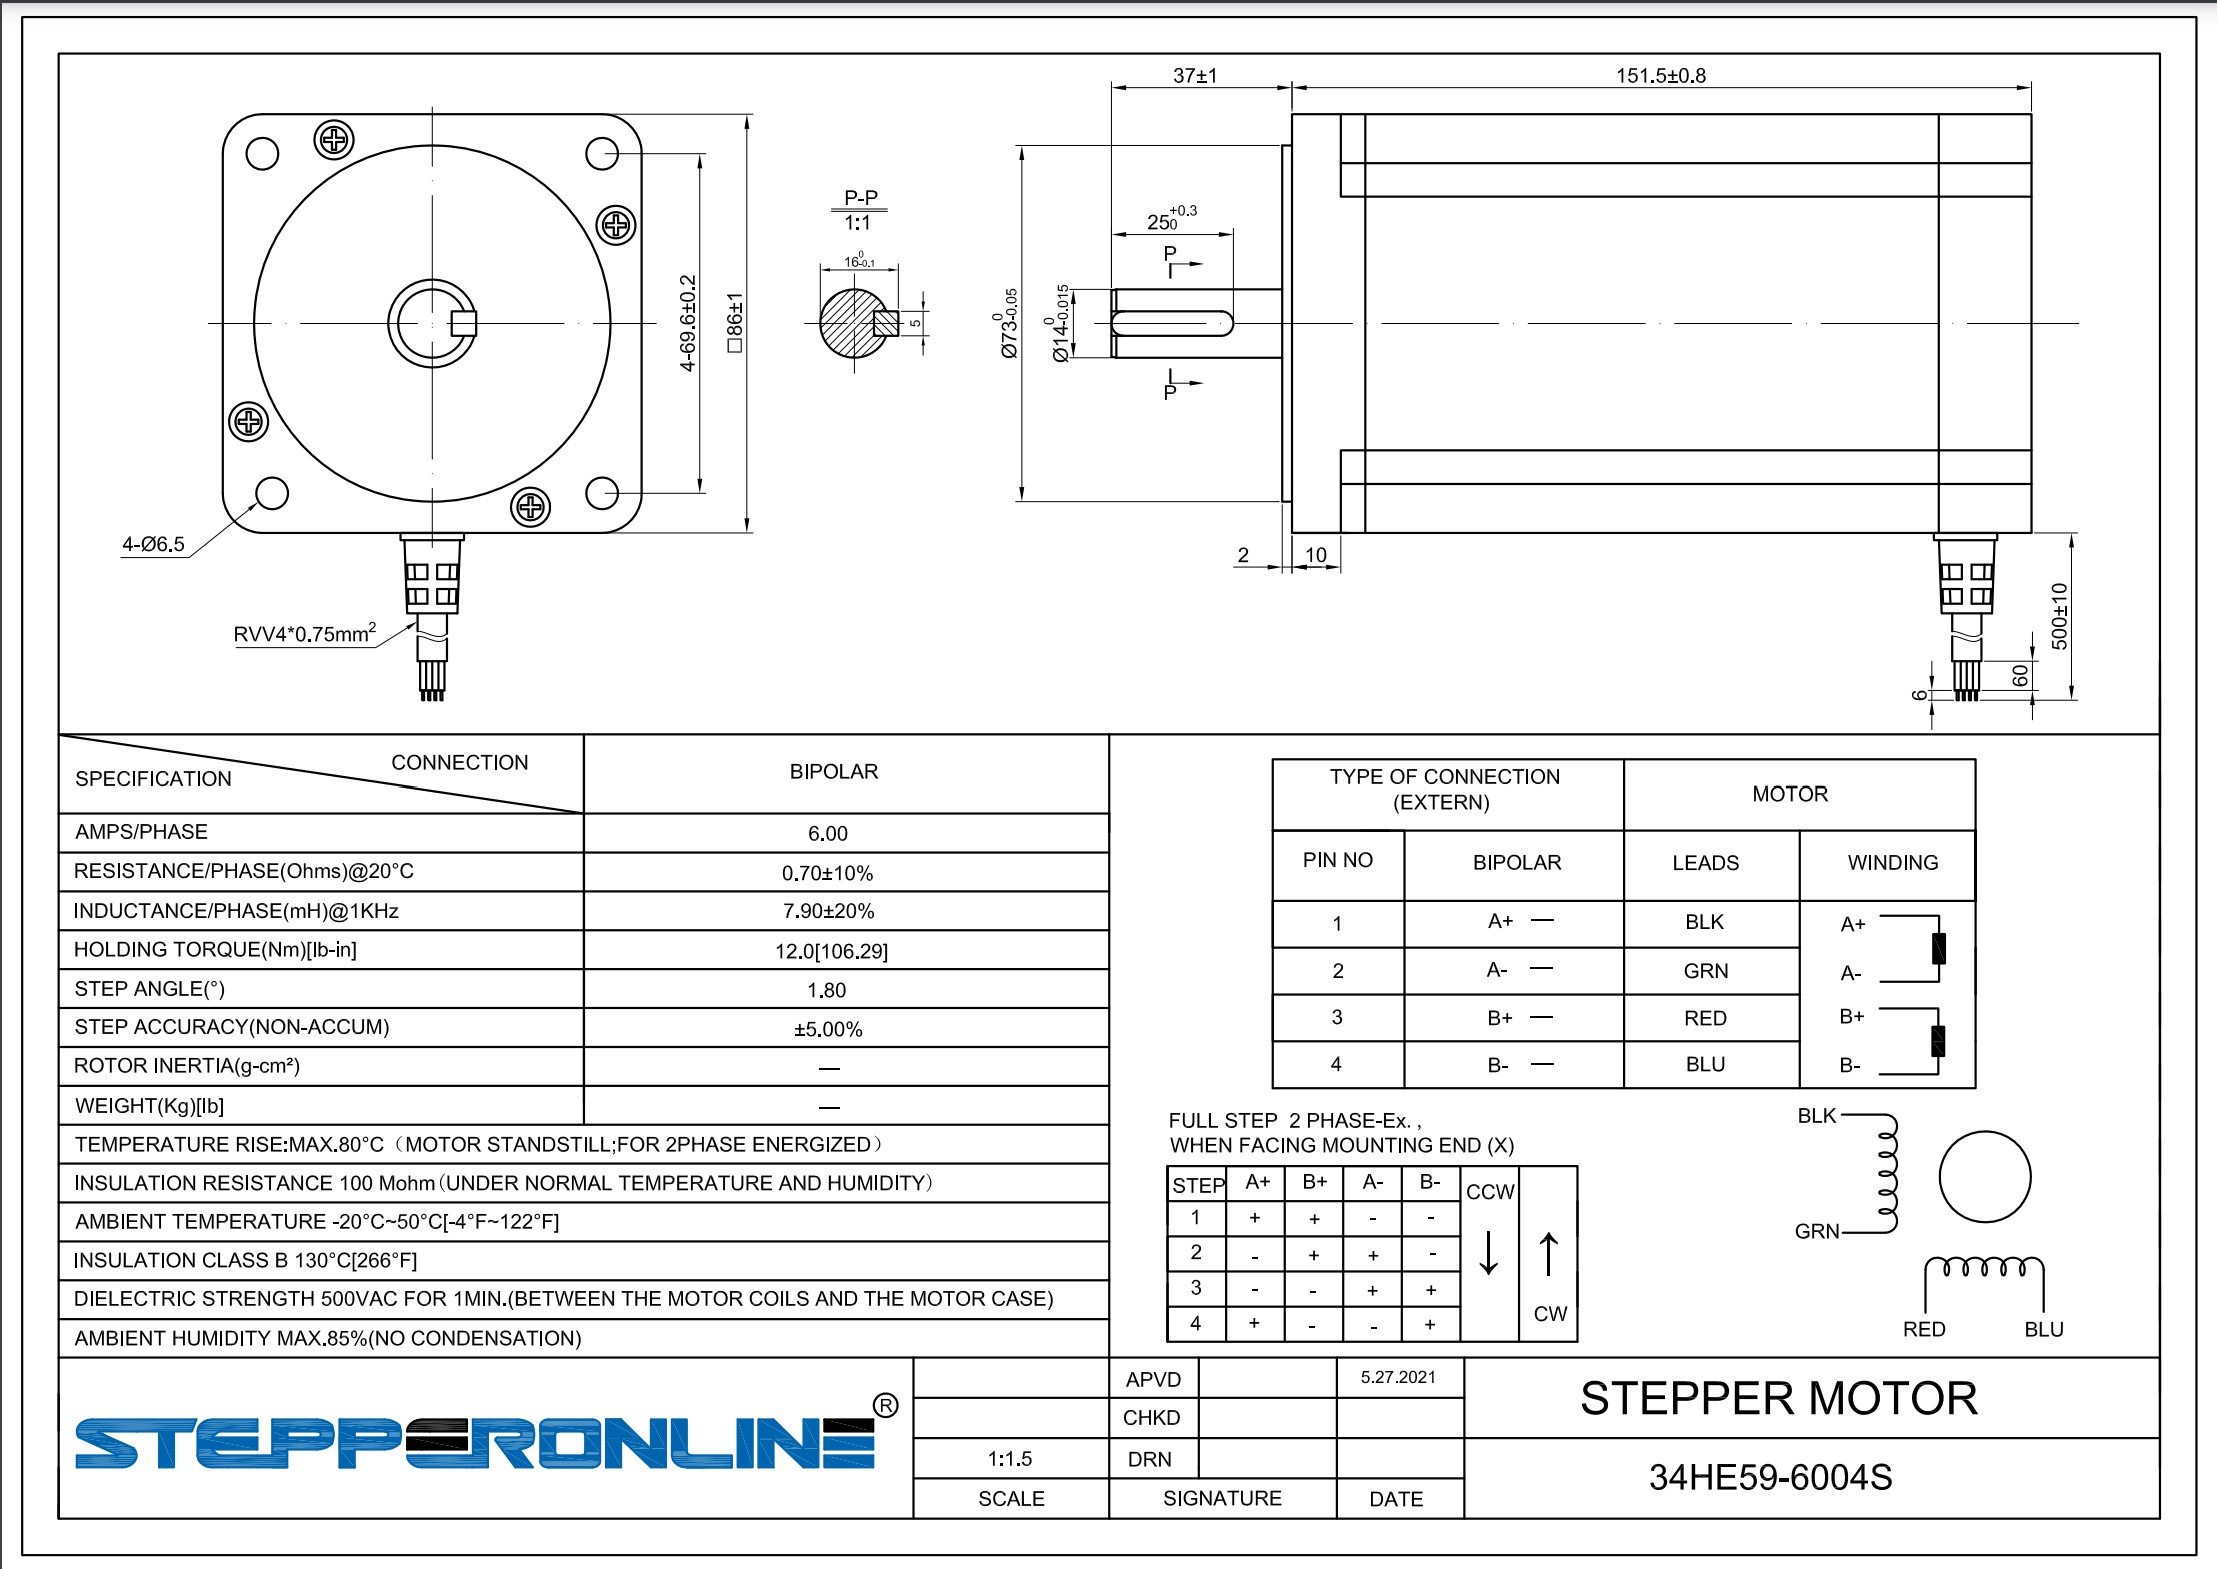 37±1
151.5±0.8
P-P
1:1
16 0 -0.1
5
4-69.6±0.2
□86±1
25 +0.3 0
P
P
Ø73 0 -0.05
Ø14 0 -0.015
4-Ø6.5
RVV4*0.75mm²
2
10
500±10
60
6
SPECIFICATION
CONNECTION
BIPOLAR
AMPS/PHASE
6.00
RESISTANCE/PHASE(Ohms)@20°C
0.70±10%
INDUCTANCE/PHASE(mH)@1KHz
7.90±20%
HOLDING TORQUE(Nm)[lb-in]
12.0[106.29]
STEP ANGLE(°)
1.80
STEP ACCURACY(NON-ACCUM)
±5.00%
ROTOR INERTIA(g-cm²)
—
WEIGHT(Kg)[lb]
—
TEMPERATURE RISE:MAX.80°C（MOTOR STANDSTILL;FOR 2PHASE ENERGIZED）
INSULATION RESISTANCE 100 Mohm（UNDER NORMAL TEMPERATURE AND HUMIDITY）
AMBIENT TEMPERATURE -20°C~50°C[-4°F~122°F]
INSULATION CLASS B 130°C[266°F]
DIELECTRIC STRENGTH 500VAC FOR 1MIN.(BETWEEN THE MOTOR COILS AND THE MOTOR CASE)
AMBIENT HUMIDITY MAX.85%(NO CONDENSATION)
TYPE OF CONNECTION
(EXTERN)
MOTOR
PIN NO
BIPOLAR
LEADS
WINDING
1
A+ —
BLK
2
A- —
GRN
3
B+ —
RED
4
B- —
BLU
A+
A-
B+
B-
FULL STEP 2 PHASE-Ex. ,
WHEN FACING MOUNTING END (X)
STEP A+ B+ A- B-
1 + + - -
2 - + + -
3 - - + +
4 + - - +
CCW
CW
BLK
GRN
RED
BLU
STEPPERONLINE®
1:1.5
SCALE
APVD
5.27.2021
CHKD
DRN
SIGNATURE
DATE
STEPPER MOTOR
34HE59-6004S